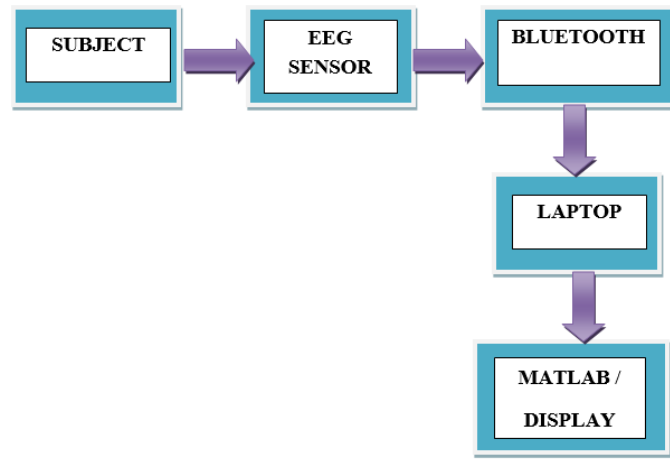 SUBJECT
EEG
SENSOR
BLUETOOTH
LAPTOP
MATLAB /
DISPLAY